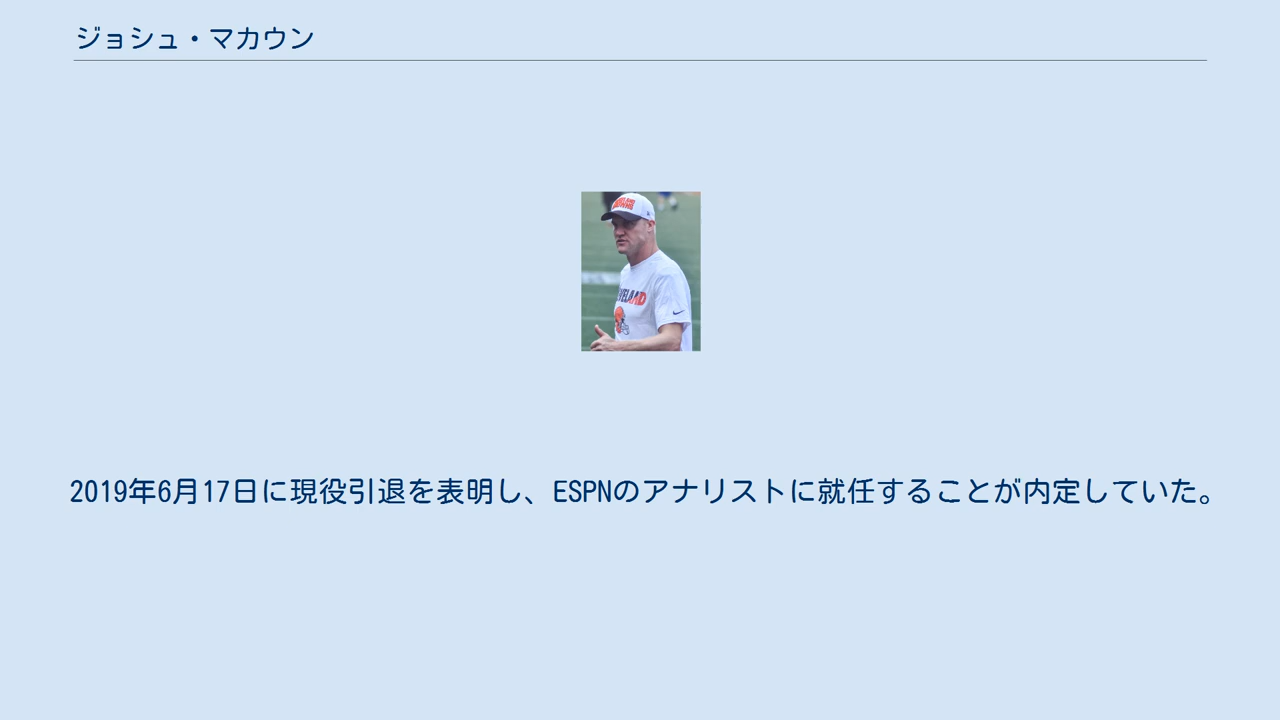 ジョシュ・マカウン
2019年6月17日に現役引退を表明し、ESPNのアナリストに就任することが内定していた。